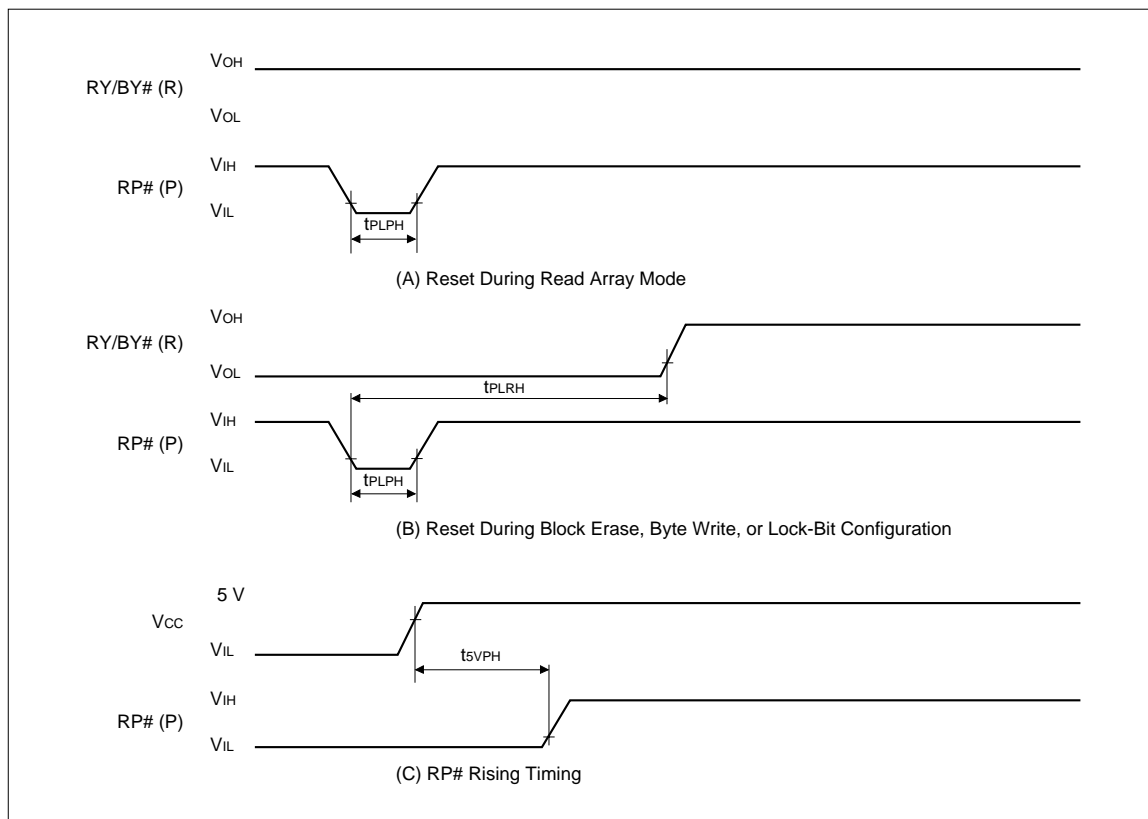 VOH
RY/BY# (R)
VOL
VIH
RP# (P)
VIL
tPLPH
(A) Reset During Read Array Mode
VOH
RY/BY# (R)
VOL
tPLRH
VIH
RP# (P)
VIL
tPLPH
(B) Reset During Block Erase, Byte Write, or Lock-Bit Configuration
5 V
VCC
VIL
t5VPH
VIH
RP# (P)
VIL
(C) RP# Rising Timing